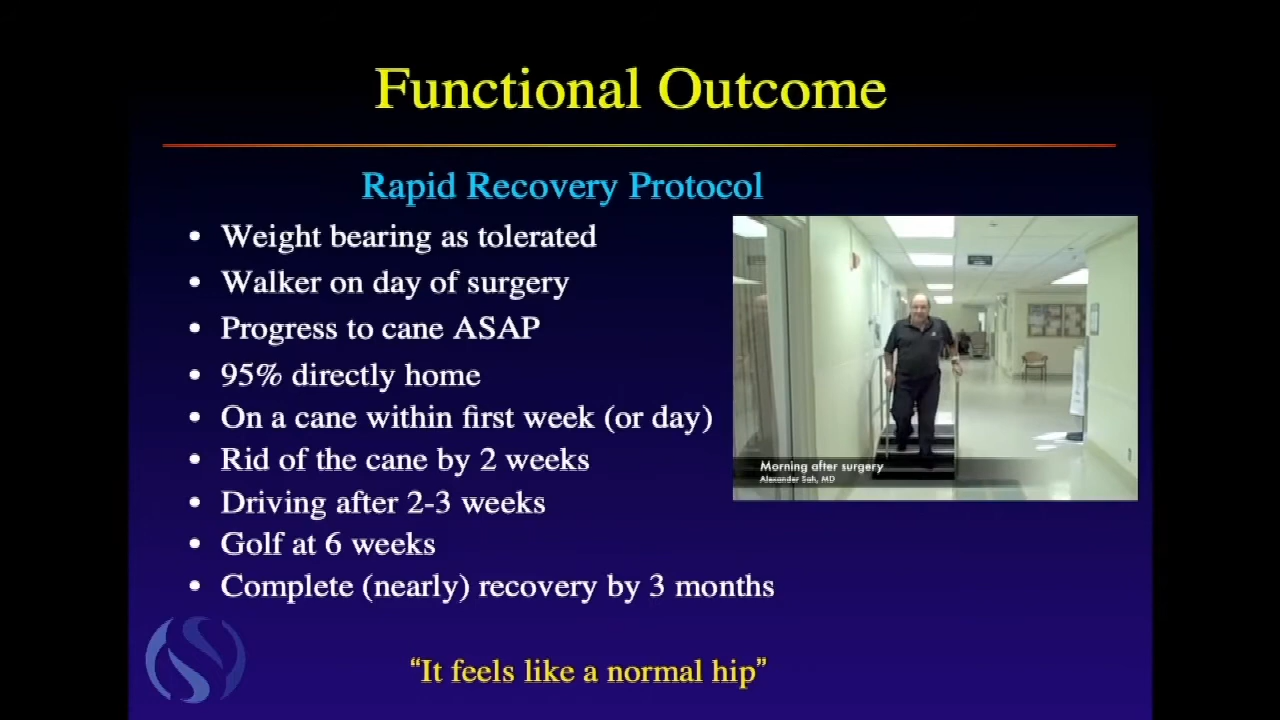 Functional Outcome
Rapid Recovery Protocol
• Weight bearing as tolerated
• Walker on day of surgery
• Progress to cane ASAP
• 95% directly home
• On a cane within first week (or day)
• Rid of the cane by 2 weeks
• Driving after 2-3 weeks
• Golf at 6 weeks
• Complete (nearly) recovery by 3 months
Morning after surgery
Alexander Sah, MD
“It feels like a normal hip”